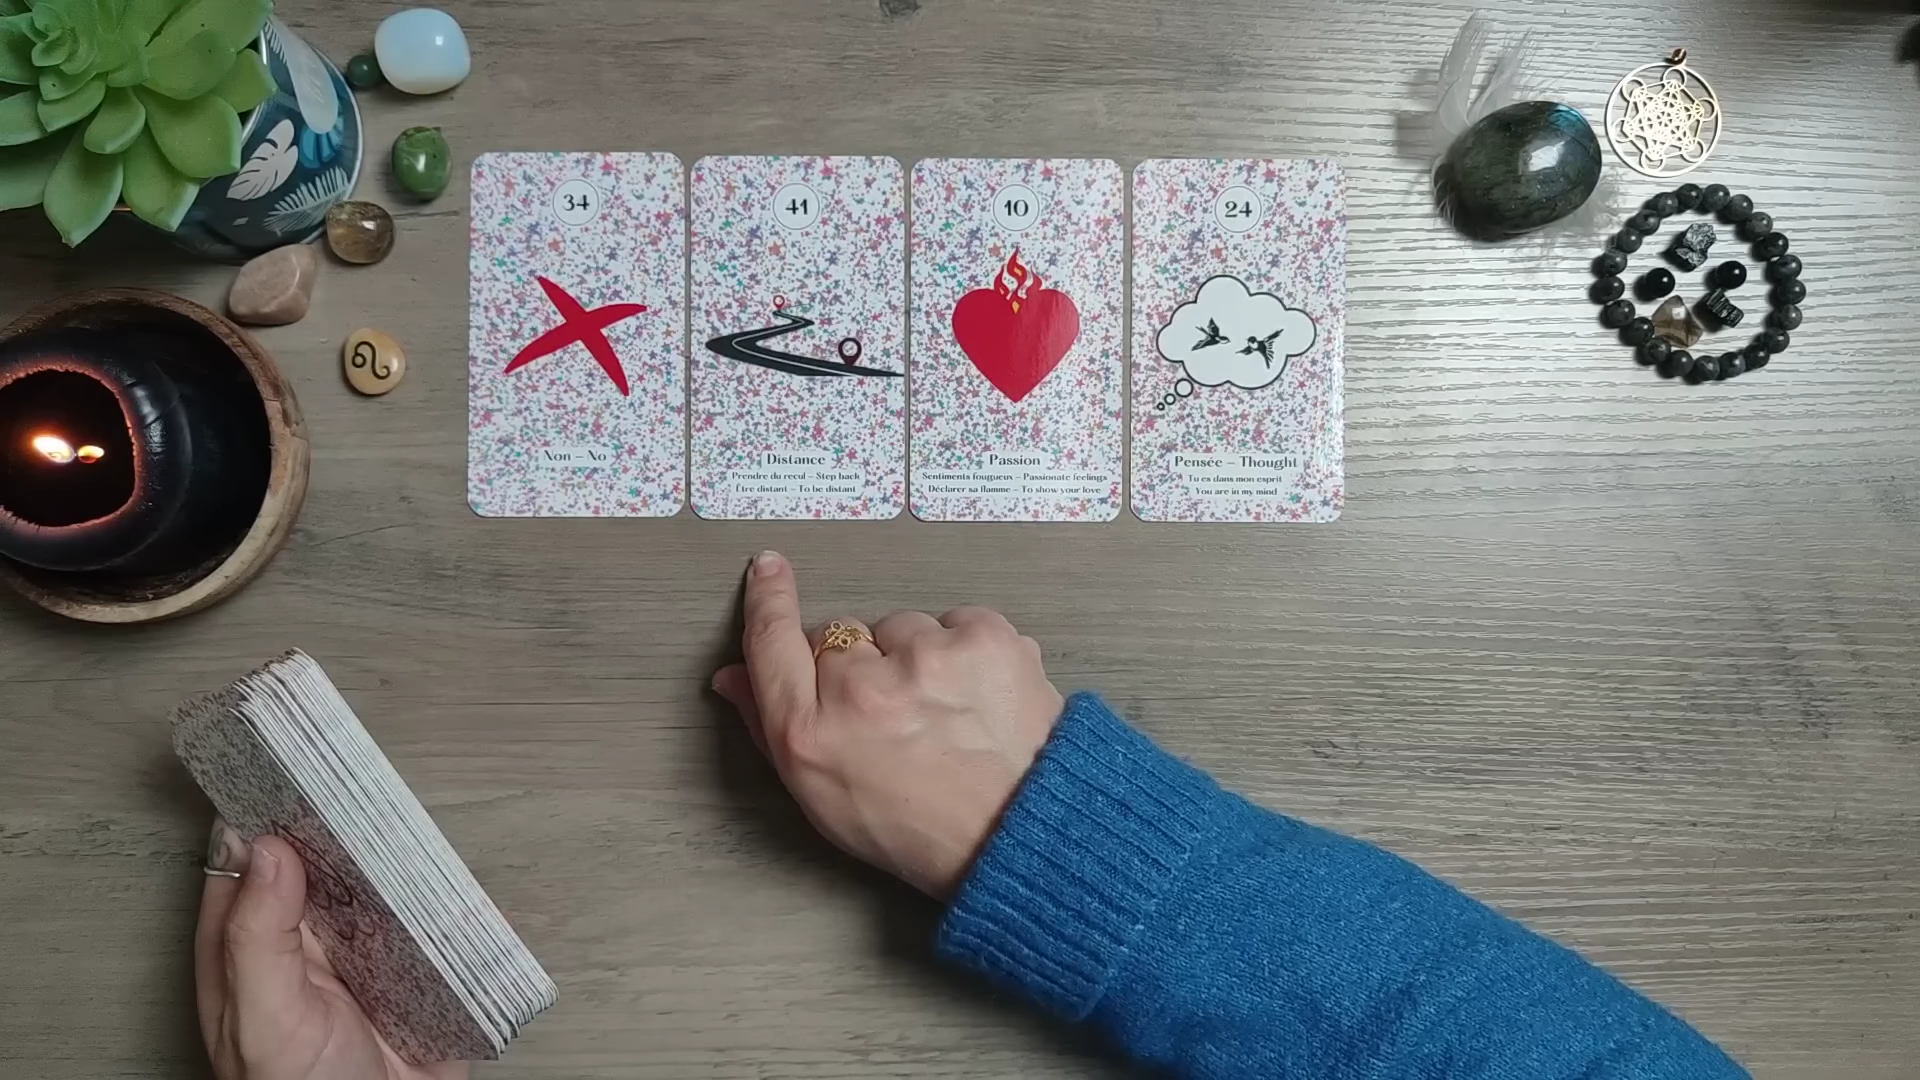 34
Non – No
41
Distance
Prendre du recul – Step back
Être distant – To be distant
10
Passion
Sentiments fougueux – Passionate feelings
Déclarer sa flamme – To show your love
24
Pensée – Thought
Tu es dans mon esprit
You are in my mind
♌